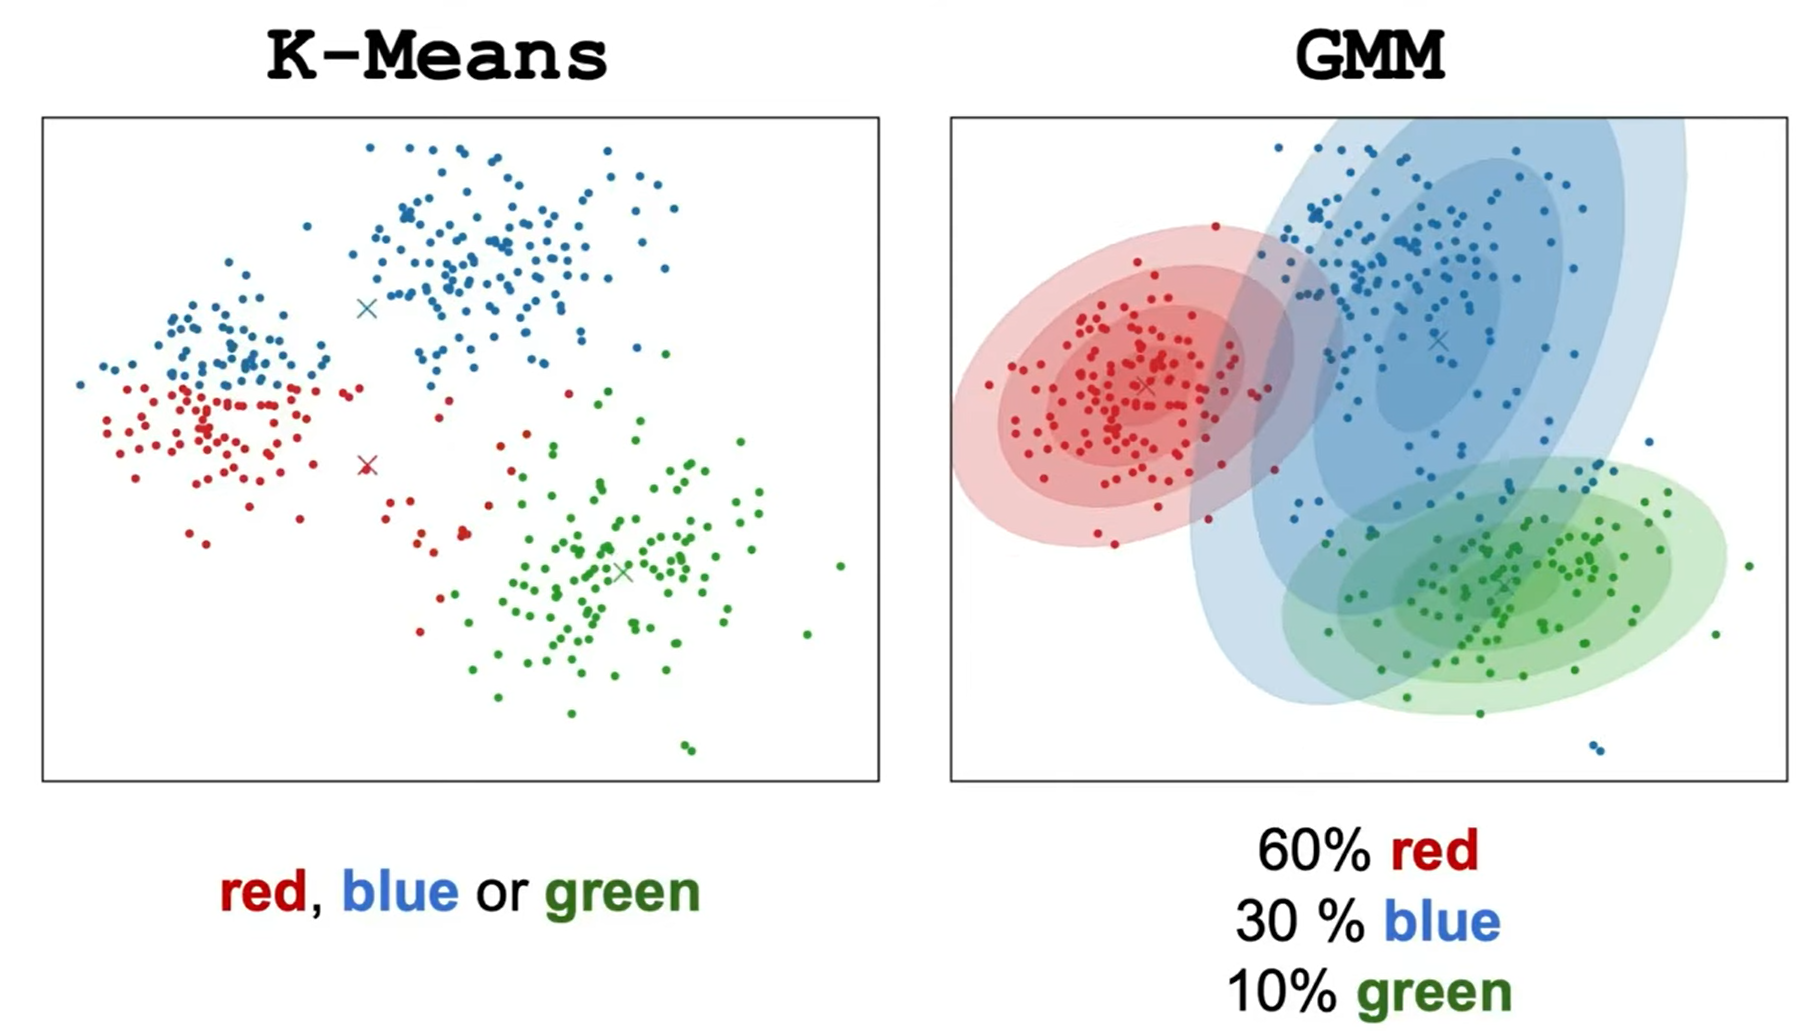 K-Means
GMM
red, blue or green
60% red
30 % blue
10% green